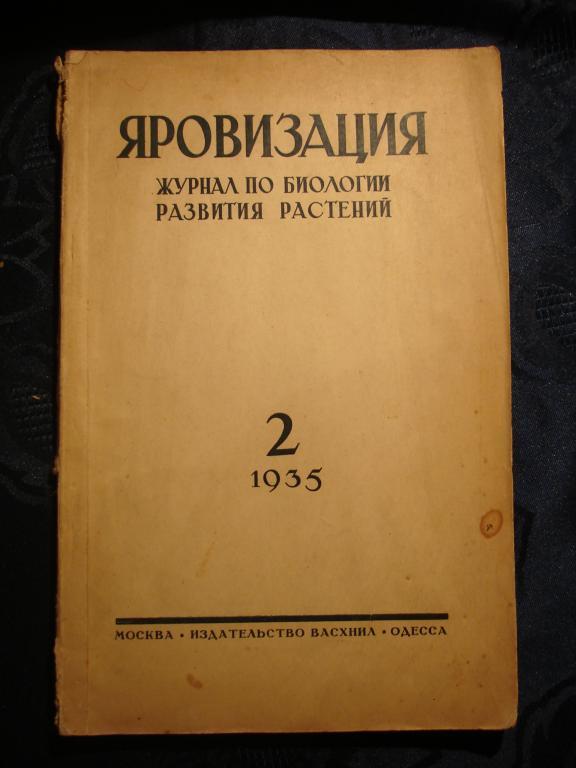 ЯРОВИЗАЦИЯ
ЖУРНАЛ ПО БИОЛОГИИ
РАЗВИТИЯ РАСТЕНИЙ
2
1935
МОСКВА • ИЗДАТЕЛЬСТВО ВАСХНИЛ • ОДЕССА